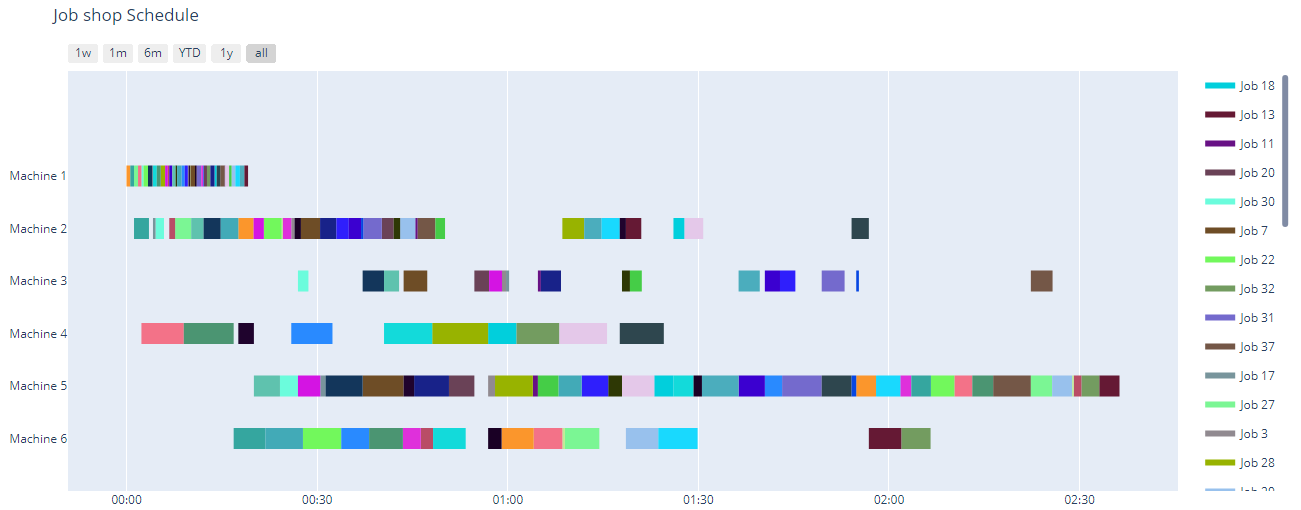 Job shop Schedule
1w 1m 6m YTD 1y all
Machine 1
Machine 2
Machine 3
Machine 4
Machine 5
Machine 6
00:00 00:30 01:00 01:30 02:00 02:30
Job 18
Job 13
Job 11
Job 20
Job 30
Job 7
Job 22
Job 32
Job 31
Job 37
Job 17
Job 27
Job 3
Job 28